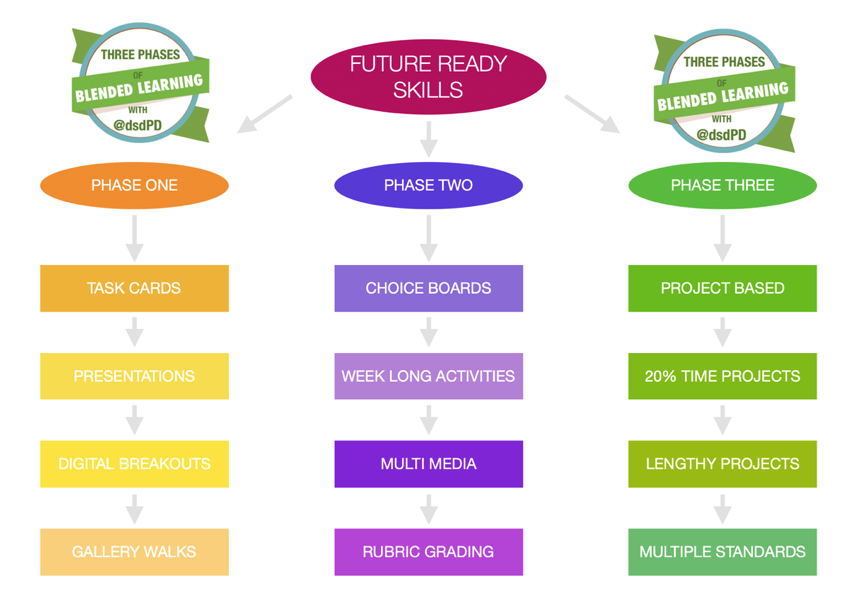 THREE PHASES
OF
BLENDED LEARNING
WITH
@dsdPD
FUTURE READY
SKILLS
THREE PHASES
OF
BLENDED LEARNING
WITH
@dsdPD
PHASE ONE
PHASE TWO
PHASE THREE
TASK CARDS
CHOICE BOARDS
PROJECT BASED
PRESENTATIONS
WEEK LONG ACTIVITIES
20% TIME PROJECTS
DIGITAL BREAKOUTS
MULTI MEDIA
LENGTHY PROJECTS
GALLERY WALKS
RUBRIC GRADING
MULTIPLE STANDARDS